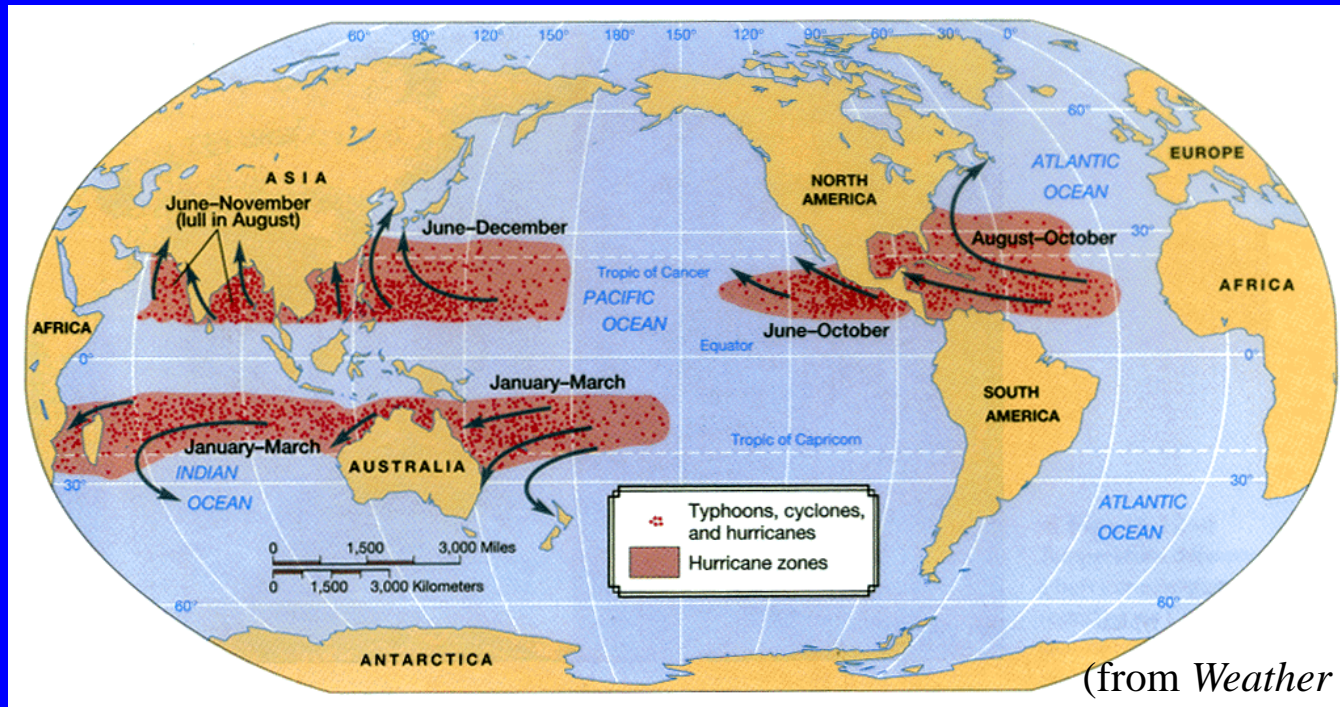 60° 90° 120° 150° 180° 150° 120° 90° 60° 30° 0°
60°
60°
ASIA
June–November
(lull in August)
June–December
NORTH
AMERICA
ATLANTIC
OCEAN
EUROPE
30°
August–October
Tropic of Cancer
PACIFIC
OCEAN
AFRICA
AFRICA
June–October
0°
Equator
0°
January–March
SOUTH
AMERICA
January–March
AUSTRALIA
Tropic of Capricorn
INDIAN
OCEAN
30°
30°
ATLANTIC
OCEAN
Typhoons, cyclones,
and hurricanes
Hurricane zones
0 1,500 3,000 Miles
0 1,500 3,000 Kilometers
60°
60°
ANTARCTICA
(from Weather